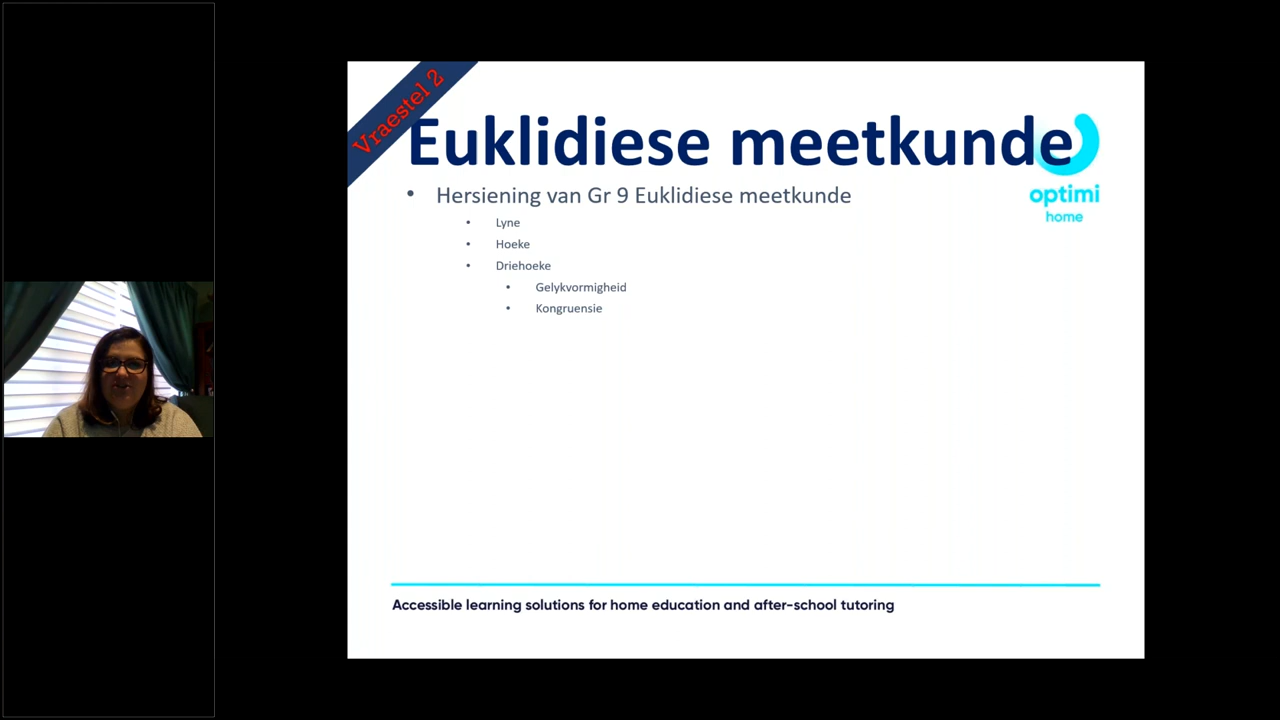 Vraestel 2
Euklidiese meetkunde
optimi
home
• Hersiening van Gr 9 Euklidiese meetkunde
• Lyne
• Hoeke
• Driehoeke
• Gelykvormigheid
• Kongruensie
Accessible learning solutions for home education and after-school tutoring